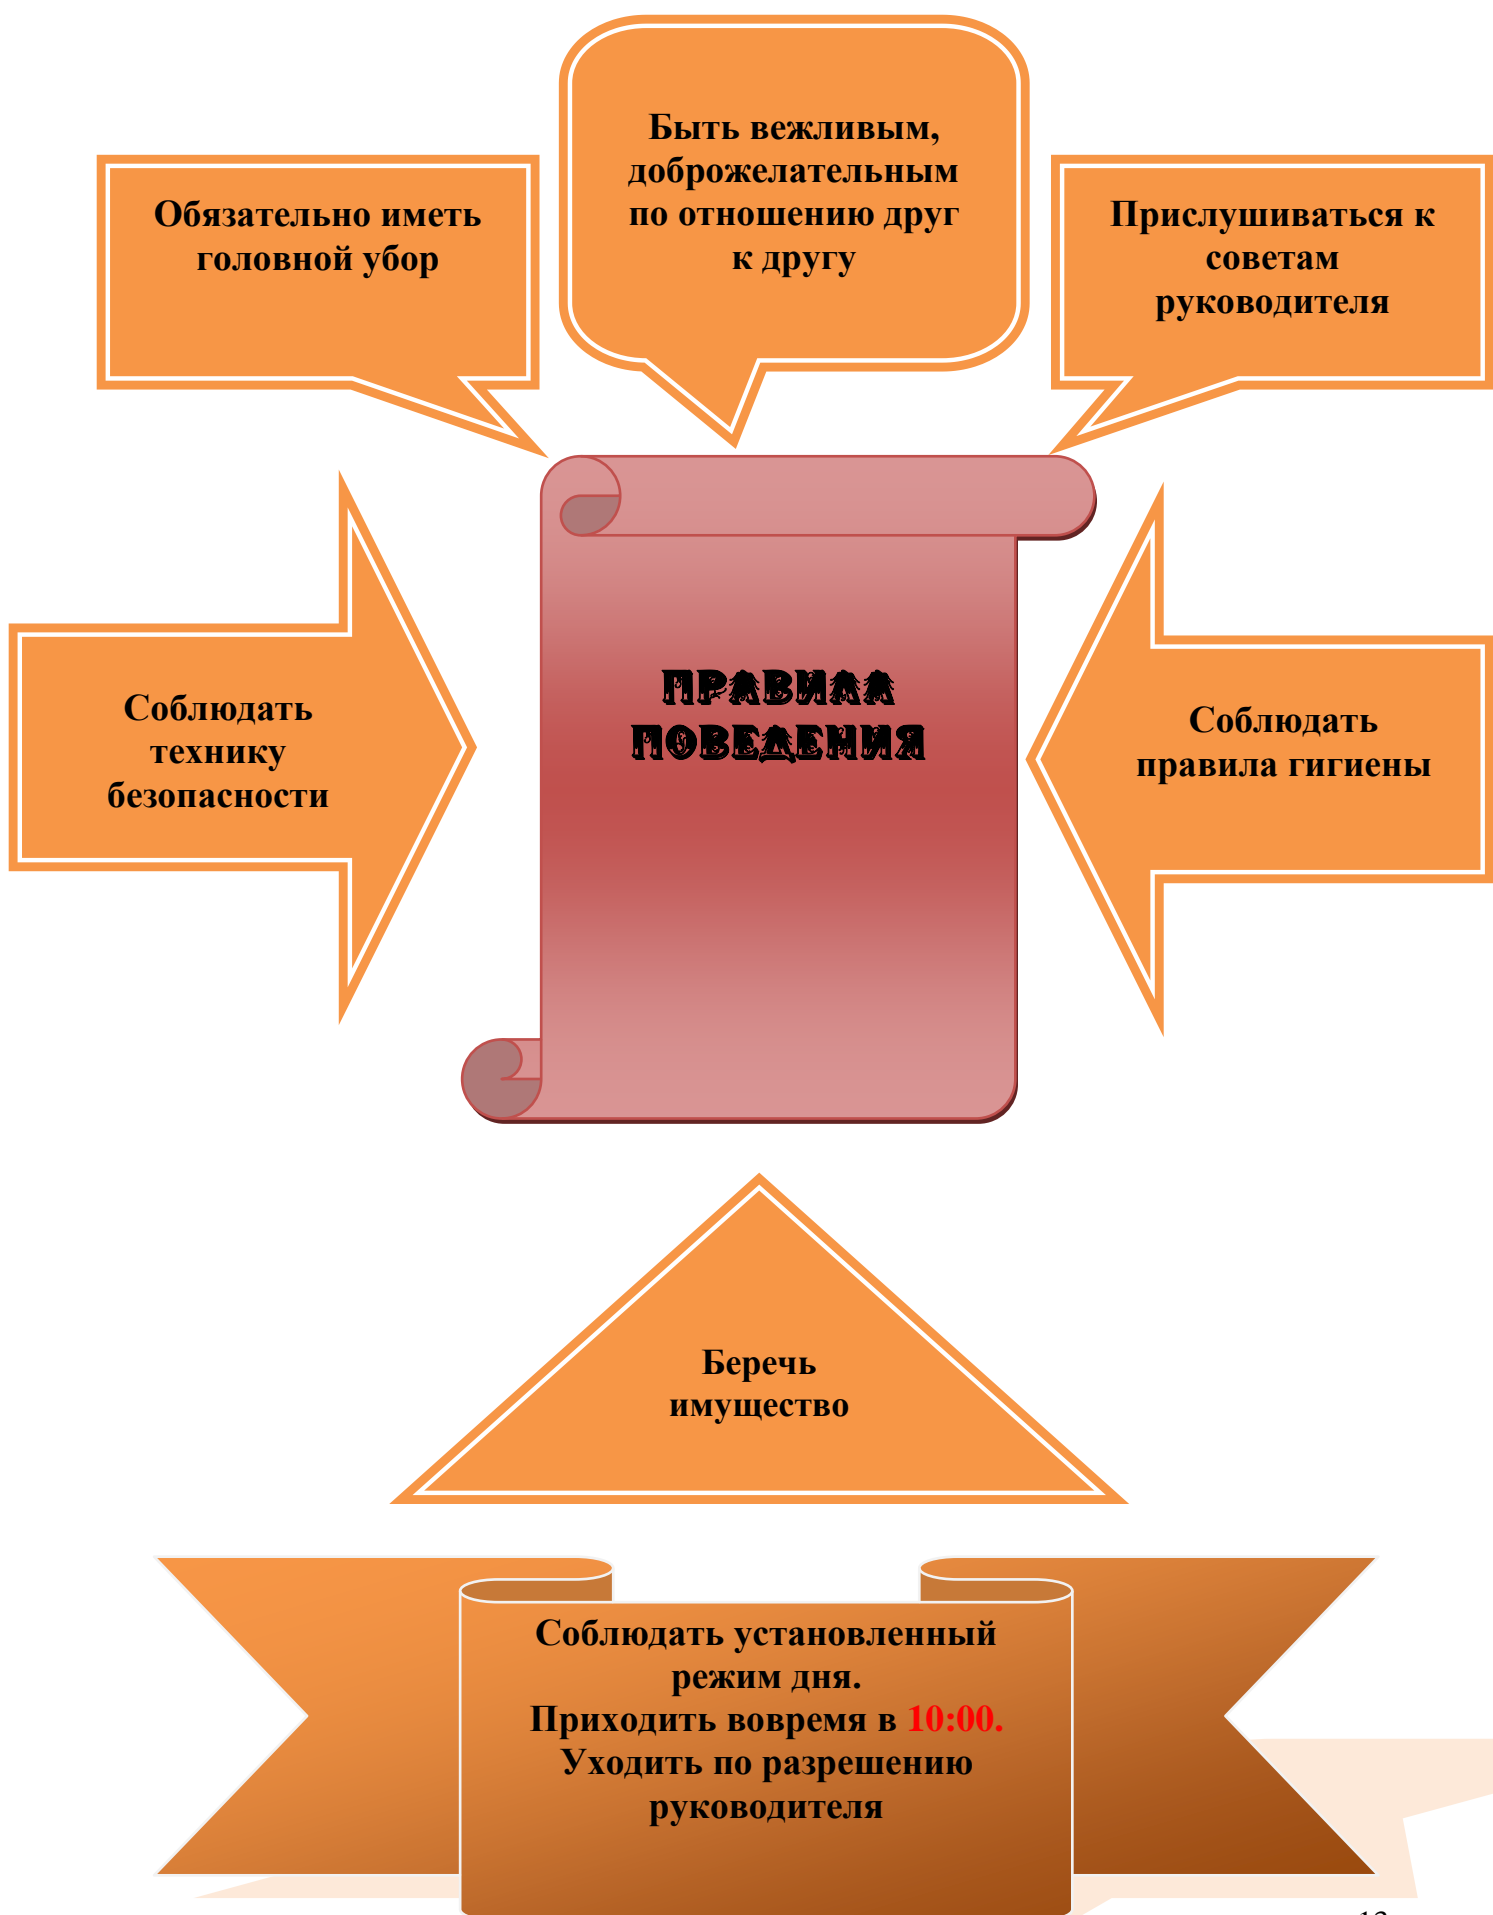 Быть вежливым,
доброжелательным
по отношению друг
к другу
Обязательно иметь
головной убор
Прислушиваться к
советам
руководителя
ПРАВИЛА
ПОВЕДЕНИЯ
Соблюдать
технику
безопасности
Соблюдать
правила гигиены
Беречь
имущество
Соблюдать установленный
режим дня.
Приходить вовремя в 10:00.
Уходить по разрешению
руководителя